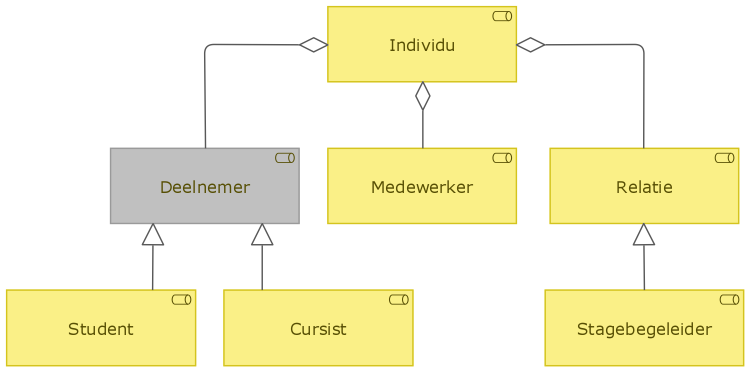 Individu
Deelnemer
Medewerker
Relatie
Student
Cursist
Stagebegeleider